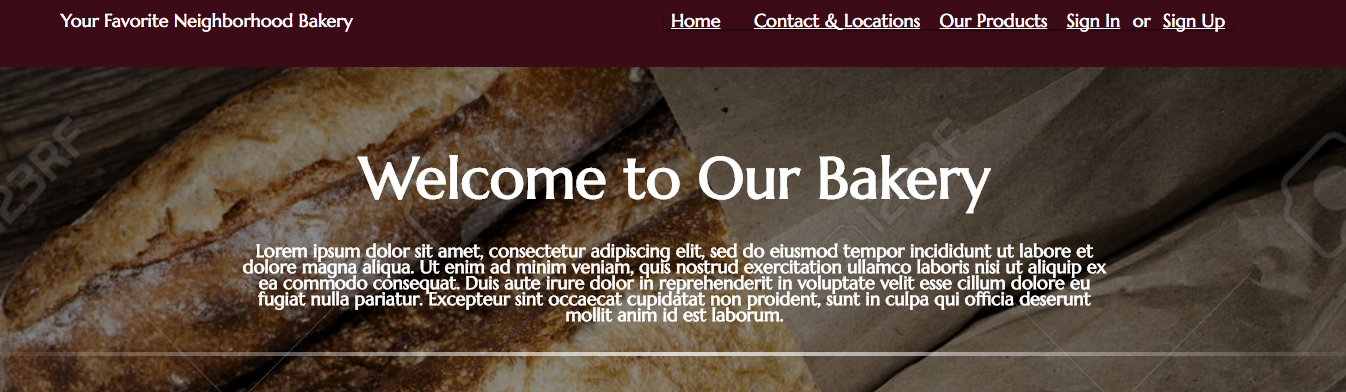 Your Favorite Neighborhood Bakery
Home Contact & Locations Our Products Sign In or Sign Up
Welcome to Our Bakery
Lorem ipsum dolor sit amet, consectetur adipiscing elit, sed do eiusmod tempor incididunt ut labore et
dolore magna aliqua. Ut enim ad minim veniam, quis nostrud exercitation ullamco laboris nisi ut aliquip ex
ea commodo consequat. Duis aute irure dolor in reprehenderit in voluptate velit esse cillum dolore eu
fugiat nulla pariatur. Excepteur sint occaecat cupidatat non proident, sunt in culpa qui officia deserunt
mollit anim id est laborum.
123RF
123RF
123RF